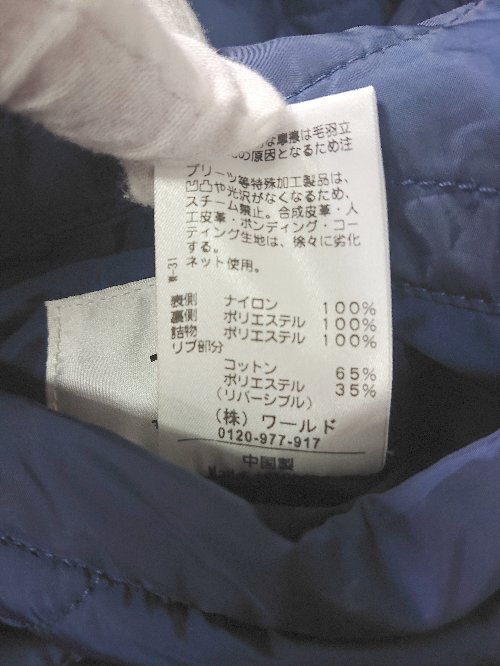 な摩擦は毛羽立
の原因となるため注
プリーツ等特殊加工製品は、
凹凸や光沢がなくなるため、
スチーム禁止。合成皮革・人
工皮革・ボンディング・コー
ティング生地は、徐々に劣化
する。
ネット使用。
W-31
表側 ナイロン 100%
裏側 ポリエステル 100%
詰物 ポリエステル 100%
リブ部分
コットン 65%
ポリエステル 35%
(リバーシブル)
(株) ワールド
0120-977-917
中国製